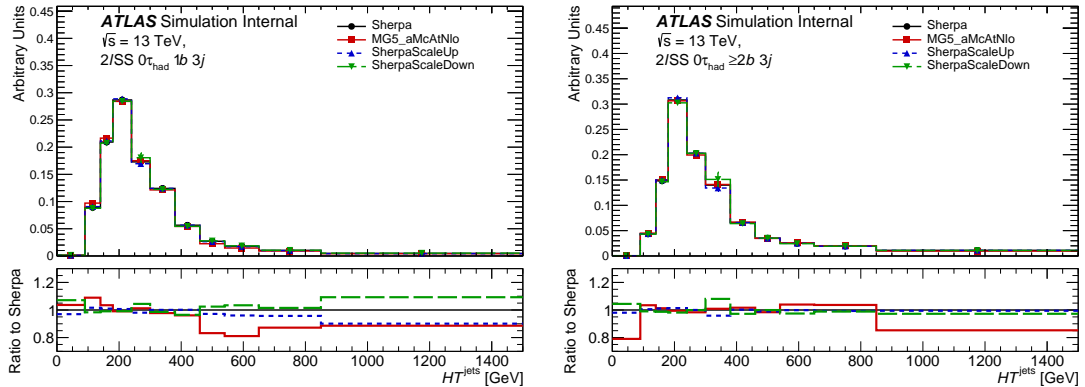 ATLAS Simulation Internal
√s = 13 TeV,
2lSS 0τhad 1b 3j
Sherpa
MG5_aMcAtNlo
SherpaScaleUp
SherpaScaleDown
Arbitrary Units
0.45
0.4
0.35
0.3
0.25
0.2
0.15
0.1
0.05
0
Ratio to Sherpa
1.2
1
0.8
0 200 400 600 800 1000 1200 1400
HT^jets [GeV]
ATLAS Simulation Internal
√s = 13 TeV,
2lSS 0τhad ≥2b 3j
Sherpa
MG5_aMcAtNlo
SherpaScaleUp
SherpaScaleDown
Arbitrary Units
0.45
0.4
0.35
0.3
0.25
0.2
0.15
0.1
0.05
0
Ratio to Sherpa
1.2
1
0.8
0 200 400 600 800 1000 1200 1400
HT^jets [GeV]